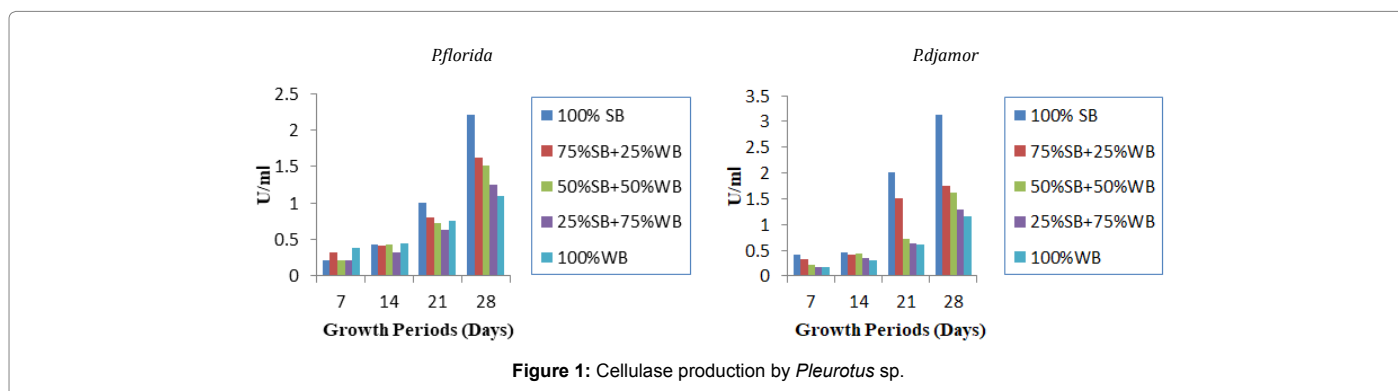 P.florida
2.5
2
1.5
1
0.5
0
U/ml
7 14 21 28
Growth Periods (Days)
100% SB
75%SB+25%WB
50%SB+50%WB
25%SB+75%WB
100%WB
P.djamor
3.5
3
2.5
2
1.5
1
0.5
0
U/ml
7 14 21 28
Growth Periods (Days)
100% SB
75%SB+25%WB
50%SB+50%WB
25%SB+75%WB
100%WB
Figure 1: Cellulase production by Pleurotus sp.